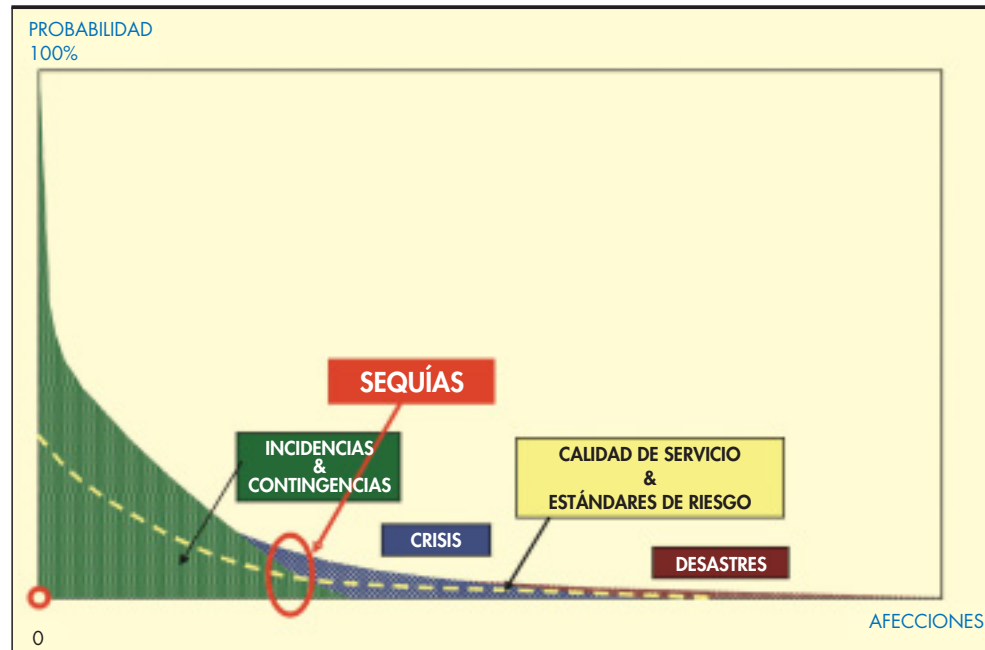 PROBABILIDAD
100%
SEQUÍAS
INCIDENCIAS
&
CONTINGENCIAS
CALIDAD DE SERVICIO
&
ESTÁNDARES DE RIESGO
CRISIS
DESASTRES
AFECCIONES
0